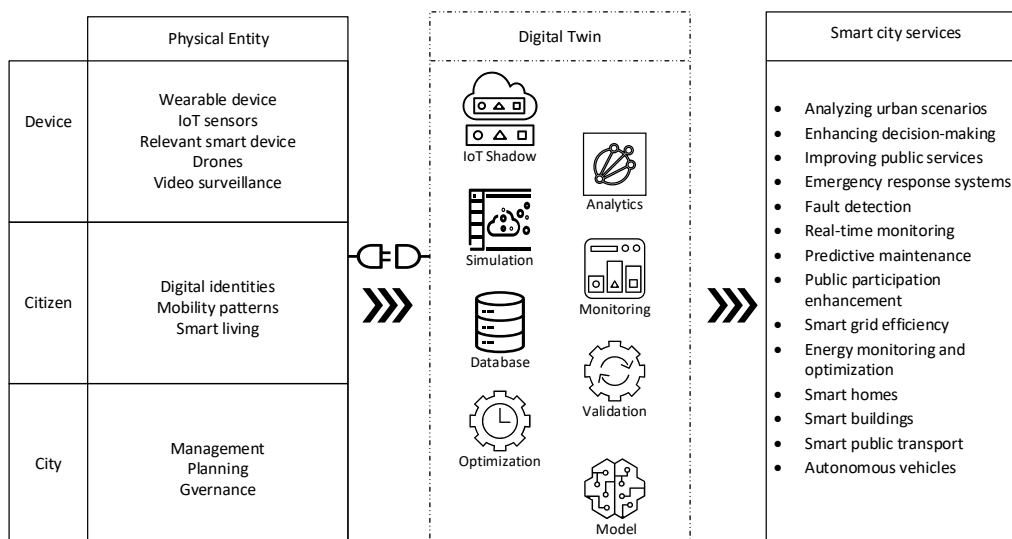 Physical Entity
Device
Wearable device
IoT sensors
Relevant smart device
Drones
Video surveillance
Citizen
Digital identities
Mobility patterns
Smart living
City
Management
Planning
Gvernance
Digital Twin
IoT Shadow
Analytics
Simulation
Monitoring
Database
Validation
Optimization
Model
Smart city services
• Analyzing urban scenarios
• Enhancing decision-making
• Improving public services
• Emergency response systems
• Fault detection
• Real-time monitoring
• Predictive maintenance
• Public participation
enhancement
• Smart grid efficiency
• Energy monitoring and
optimization
• Smart homes
• Smart buildings
• Smart public transport
• Autonomous vehicles